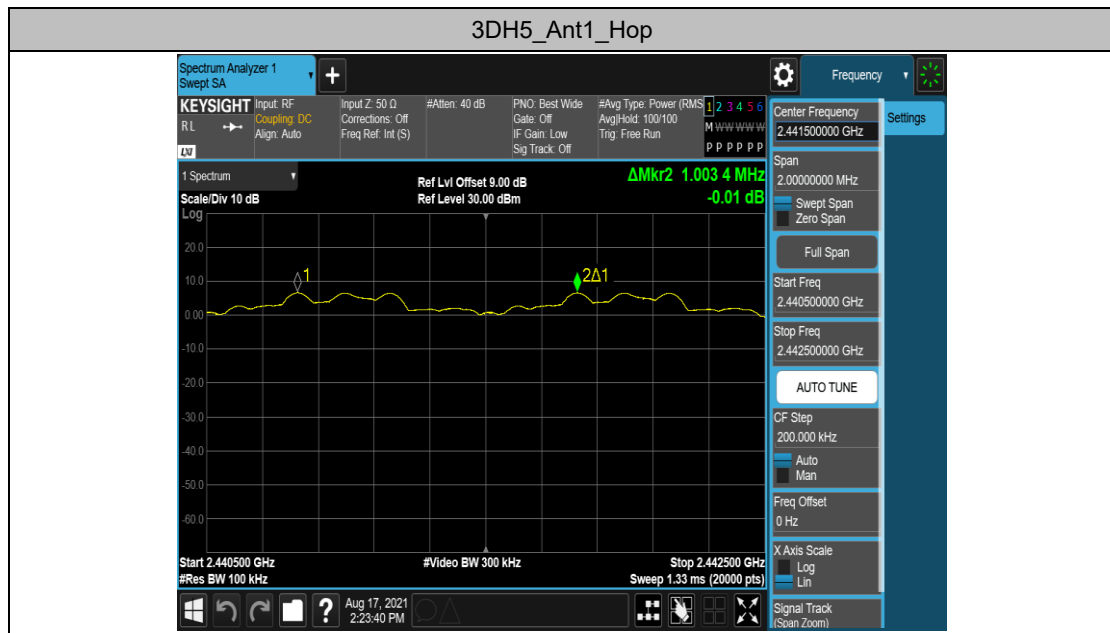 3DH5_Ant1_Hop
Spectrum Analyzer 1
Swept SA
Frequency
KEYSIGHT
RL
LXI
Input: RF
Coupling: DC
Align: Auto
Input Z: 50 Ω
Corrections: Off
Freq Ref: Int (S)
#Atten: 40 dB
PNO: Best Wide
Gate: Off
IF Gain: Low
Sig Track: Off
#Avg Type: Power (RMS
Avg|Hold: 100/100
Trig: Free Run
1 2 3 4 5 6
M W W W W W
P P P P P P
1 Spectrum
Scale/Div 10 dB
Ref Lvl Offset 9.00 dB
Ref Level 30.00 dBm
ΔMkr2 1.003 4 MHz
-0.01 dB
Log
20.0
10.0
0.00
-10.0
-20.0
-30.0
-40.0
-50.0
-60.0
1
2Δ1
Start 2.440500 GHz
#Video BW 300 kHz
Stop 2.442500 GHz
#Res BW 100 kHz
Sweep 1.33 ms (20000 pts)
Aug 17, 2021
2:23:40 PM
Center Frequency
2.441500000 GHz
Settings
Span
2.00000000 MHz
Swept Span
Zero Span
Full Span
Start Freq
2.440500000 GHz
Stop Freq
2.442500000 GHz
AUTO TUNE
CF Step
200.000 kHz
Auto
Man
Freq Offset
0 Hz
X Axis Scale
Log
Lin
Signal Track
(Span Zoom)